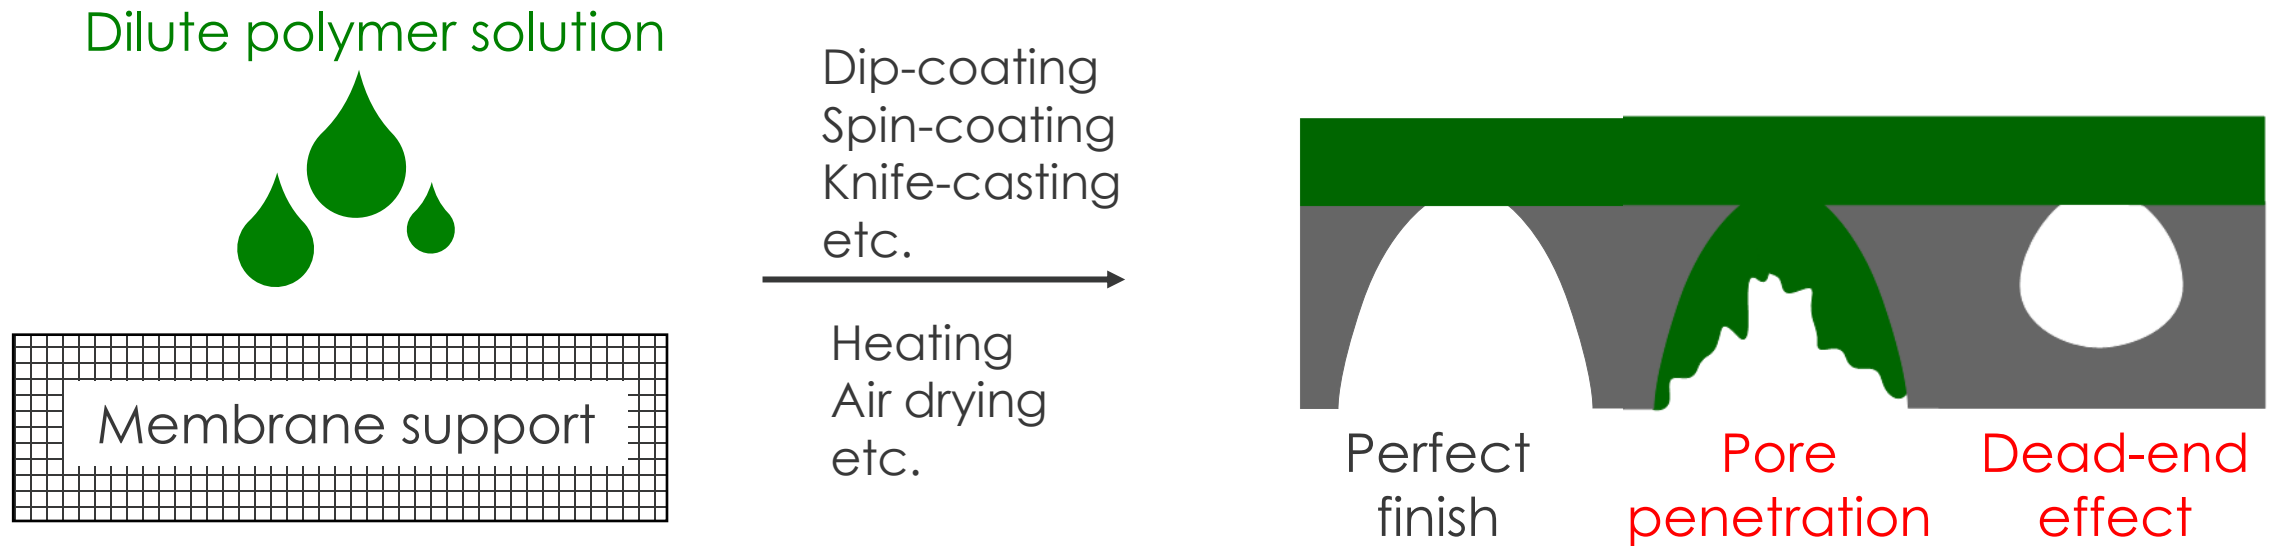 Dilute polymer solution
Membrane support
Dip-coating
Spin-coating
Knife-casting
etc.
Heating
Air drying
etc.
Perfect
finish
Pore
penetration
Dead-end
effect